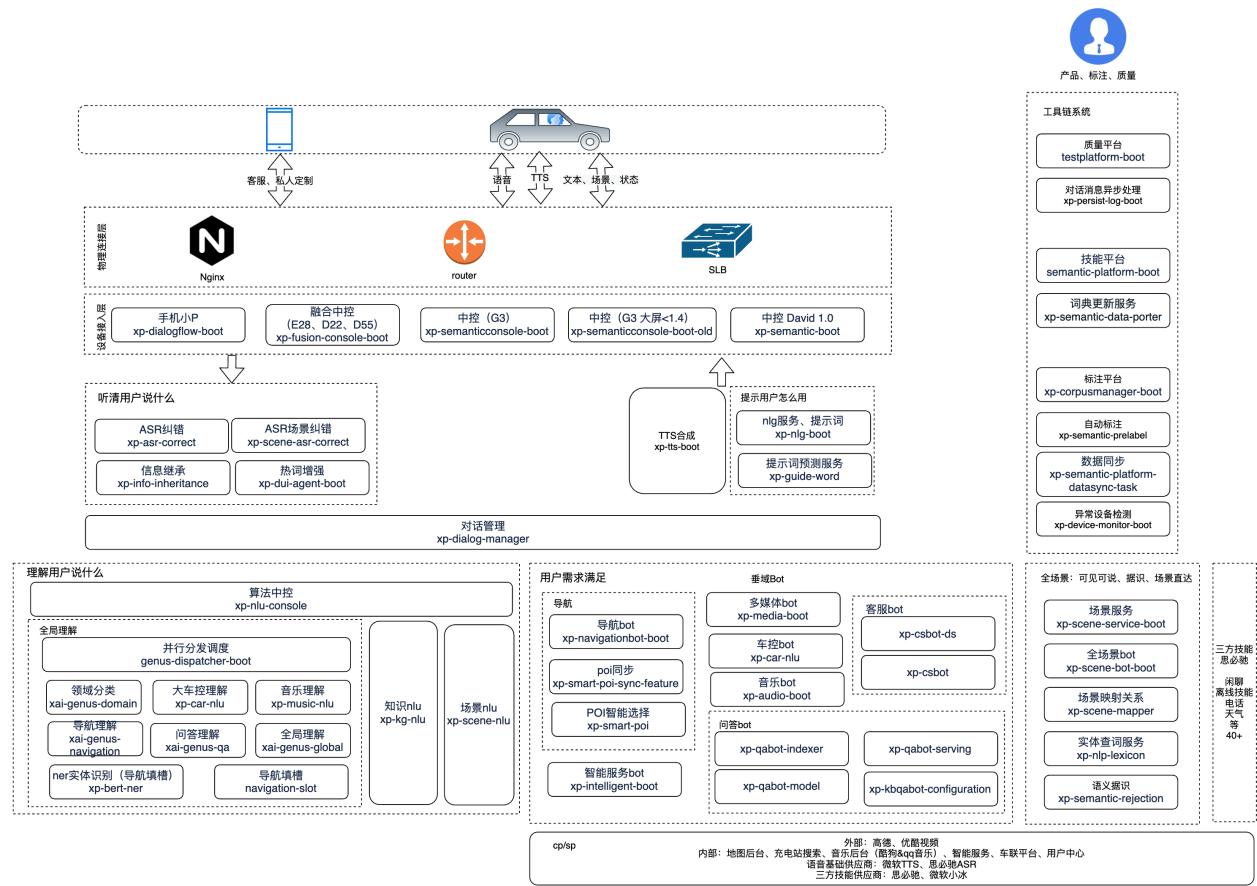 产品、标注、质量
客服、私人定制
语音
TTS
文本、场景、状态
物理连接层
Nginx
router
SLB
设备接入层
手机小P
xp-dialogflow-boot
融合中控
（E28、D22、D55）
xp-fusion-console-boot
中控（G3）
xp-semanticconsole-boot
中控（G3 大屏<1.4）
xp-semanticconsole-boot-old
中控 David 1.0
xp-semantic-boot
听清用户说什么
ASR纠错
xp-asr-correct
ASR场景纠错
xp-scene-asr-correct
信息继承
xp-info-inheritance
热词增强
xp-dui-agent-boot
TTS合成
xp-tts-boot
提示用户怎么用
nlg服务、提示词
xp-nlg-boot
提示词预测服务
xp-guide-word
对话管理
xp-dialog-manager
工具链系统
质量平台
testplatform-boot
对话消息异步处理
xp-persist-log-boot
技能平台
semantic-platform-boot
词典更新服务
xp-semantic-data-porter
标注平台
xp-corpusmanager-boot
自动标注
xp-semantic-prelabel
数据同步
xp-semantic-platform-
datasync-task
异常设备检测
xp-device-monitor-boot
理解用户说什么
算法中控
xp-nlu-console
全局理解
并行分发调度
genus-dispatcher-boot
领域分类
xai-genus-domain
大车控理解
xp-car-nlu
音乐理解
xp-music-nlu
导航理解
xai-genus-
navigation
问答理解
xai-genus-qa
全局理解
xai-genus-global
ner实体识别（导航填槽）
xp-bert-ner
导航填槽
navigation-slot
知识nlu
xp-kg-nlu
场景nlu
xp-scene-nlu
用户需求满足
垂域Bot
导航
导航bot
xp-navigationbot-boot
poi同步
xp-smart-poi-sync-feature
POI智能选择
xp-smart-poi
智能服务bot
xp-intelligent-boot
多媒体bot
xp-media-boot
车控bot
xp-car-nlu
音乐bot
xp-audio-boot
客服bot
xp-csbot-ds
xp-csbot
问答bot
xp-qabot-indexer
xp-qabot-serving
xp-qabot-model
xp-kbqabot-configuration
全场景：可见可说、据识、场景直达
场景服务
xp-scene-service-boot
全场景bot
xp-scene-bot-boot
场景映射关系
xp-scene-mapper
实体查词服务
xp-nlp-lexicon
语义据识
xp-semantic-rejection
三方技能
思必驰
闲聊
离线技能
电话
天气
等
40+
cp/sp
外部：高德、优酷视频
内部：地图后台、充电站搜索、音乐后台（酷狗&qq音乐）、智能服务、车联平台、用户中心
语音基础供应商：微软TTS、思必驰ASR
三方技能供应商：思必驰、微软小冰